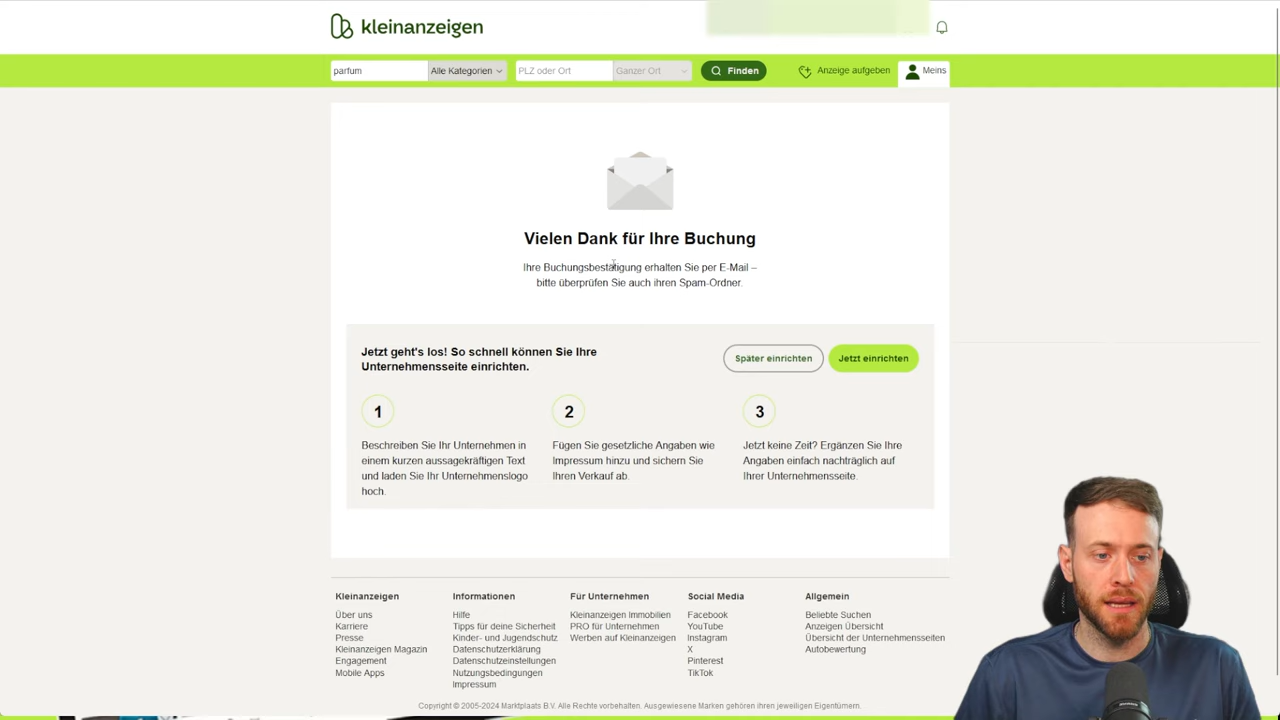 kleinanzeigen
parfum
Alle Kategorien
PLZ oder Ort
Ganzer Ort
Finden
Anzeige aufgeben
Meins
Vielen Dank für Ihre Buchung
Ihre Buchungsbestätigung erhalten Sie per E-Mail –
bitte überprüfen Sie auch ihren Spam-Ordner.
Jetzt geht's los! So schnell können Sie Ihre
Unternehmensseite einrichten.
Später einrichten
Jetzt einrichten
1
Beschreiben Sie Ihr Unternehmen in
einem kurzen aussagekräftigen Text
und laden Sie Ihr Unternehmenslogo
hoch.
2
Fügen Sie gesetzliche Angaben wie
Impressum hinzu und sichern Sie
Ihren Verkauf ab.
3
Jetzt keine Zeit? Ergänzen Sie Ihre
Angaben einfach nachträglich auf
Ihrer Unternehmensseite.
Kleinanzeigen
Über uns
Karriere
Presse
Kleinanzeigen Magazin
Engagement
Mobile Apps
Informationen
Hilfe
Tipps für deine Sicherheit
Kinder- und Jugendschutz
Datenschutzerklärung
Datenschutzeinstellungen
Nutzungsbedingungen
Impressum
Für Unternehmen
Kleinanzeigen Immobilien
PRO für Unternehmen
Werben auf Kleinanzeigen
Social Media
Facebook
YouTube
Instagram
X
Pinterest
TikTok
Allgemein
Beliebte Suchen
Anzeigen Übersicht
Übersicht der Unternehmensseiten
Autobewertung
Copyright © 2005-2024 Marktplaats B.V. Alle Rechte vorbehalten. Ausgewiesene Marken gehören ihren jeweiligen Eigentümern.